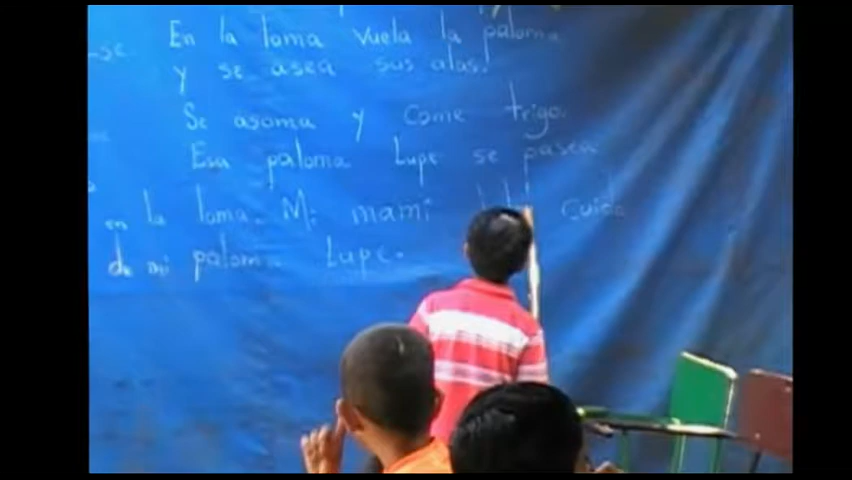 se. En la loma vuela la paloma
y se asea sus alas.
Se asoma y come trigo.
Esa paloma Lupe se pasea
en la loma. Mi mami cuida
de mi paloma Lupe.